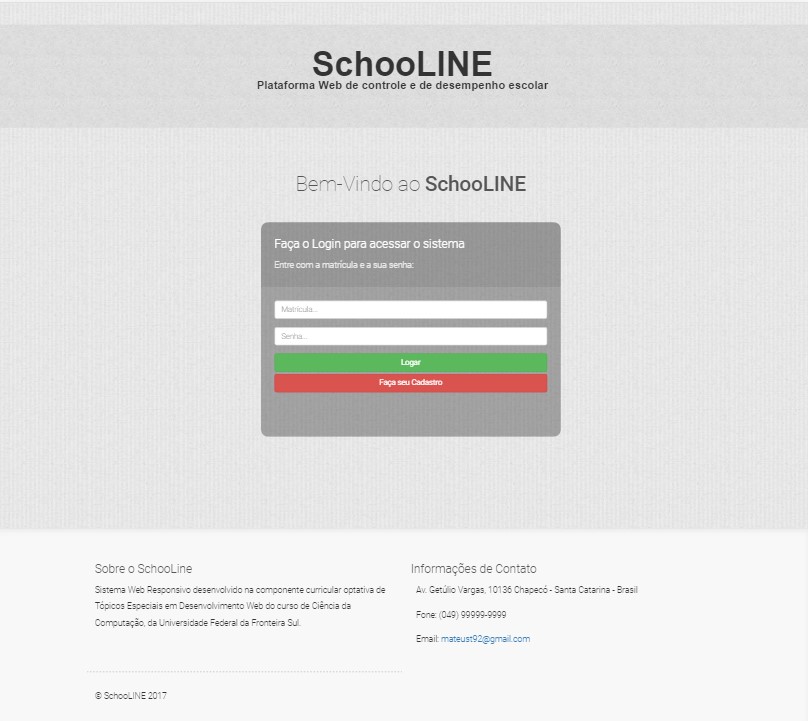 SchooLINE
Plataforma Web de controle e de desempenho escolar
Bem-Vindo ao SchooLINE
Faça o Login para acessar o sistema
Entre com a matrícula e a sua senha:
Matrícula...
Senha...
Logar
Faça seu Cadastro
Sobre o SchooLine
Sistema Web Responsivo desenvolvido na componente curricular optativa de
Tópicos Especiais em Desenvolvimento Web do curso de Ciência da
Computação, da Universidade Federal da Fronteira Sul.
Informações de Contato
Av. Getúlio Vargas, 10136 Chapecó - Santa Catarina - Brasil
Fone: (049) 99999-9999
Email: mateust92@gmail.com
© SchooLINE 2017